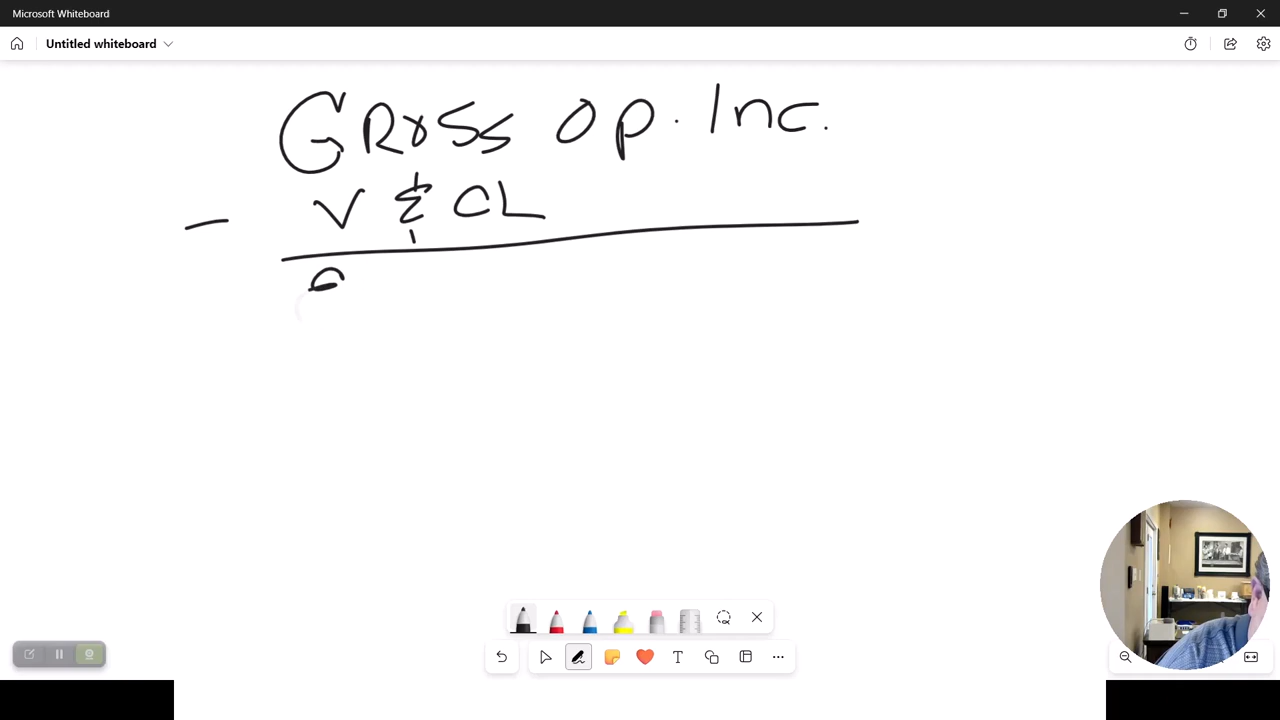 Microsoft Whiteboard
Untitled whiteboard
GRoSS Op. Inc.
— V & CL